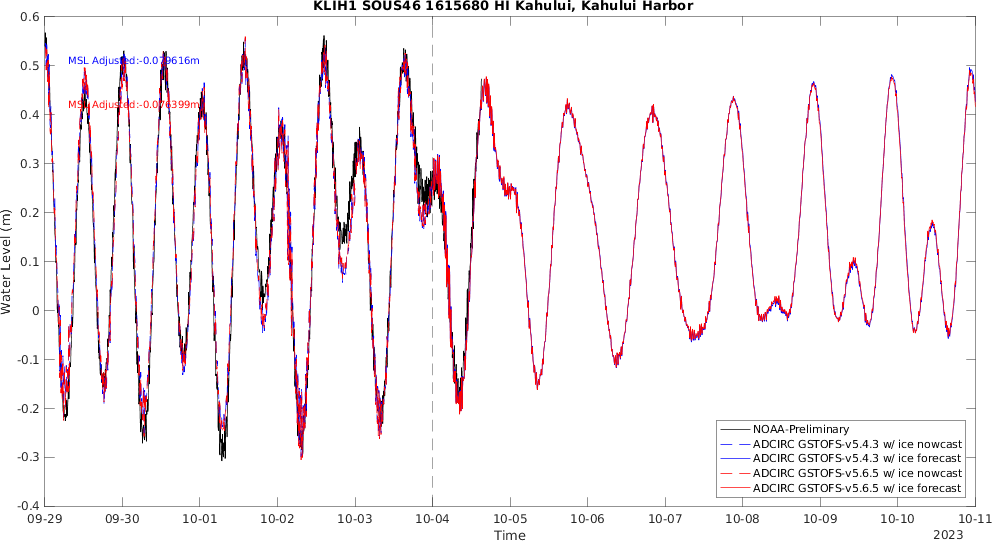 KLIH1 SOUS46 1615680 HI Kahului, Kahului Harbor
0.6
0.5
0.4
0.3
0.2
0.1
0
-0.1
-0.2
-0.3
-0.4
Water Level (m)
MSL Adjusted:-0.079616m
MSL Adjusted:-0.076399m
NOAA-Preliminary
ADCIRC GSTOFS-v5.4.3 w/ ice nowcast
ADCIRC GSTOFS-v5.4.3 w/ ice forecast
ADCIRC GSTOFS-v5.6.5 w/ ice nowcast
ADCIRC GSTOFS-v5.6.5 w/ ice forecast
09-29 09-30 10-01 10-02 10-03 10-04 10-05 10-06 10-07 10-08 10-09 10-10 10-11
Time
2023